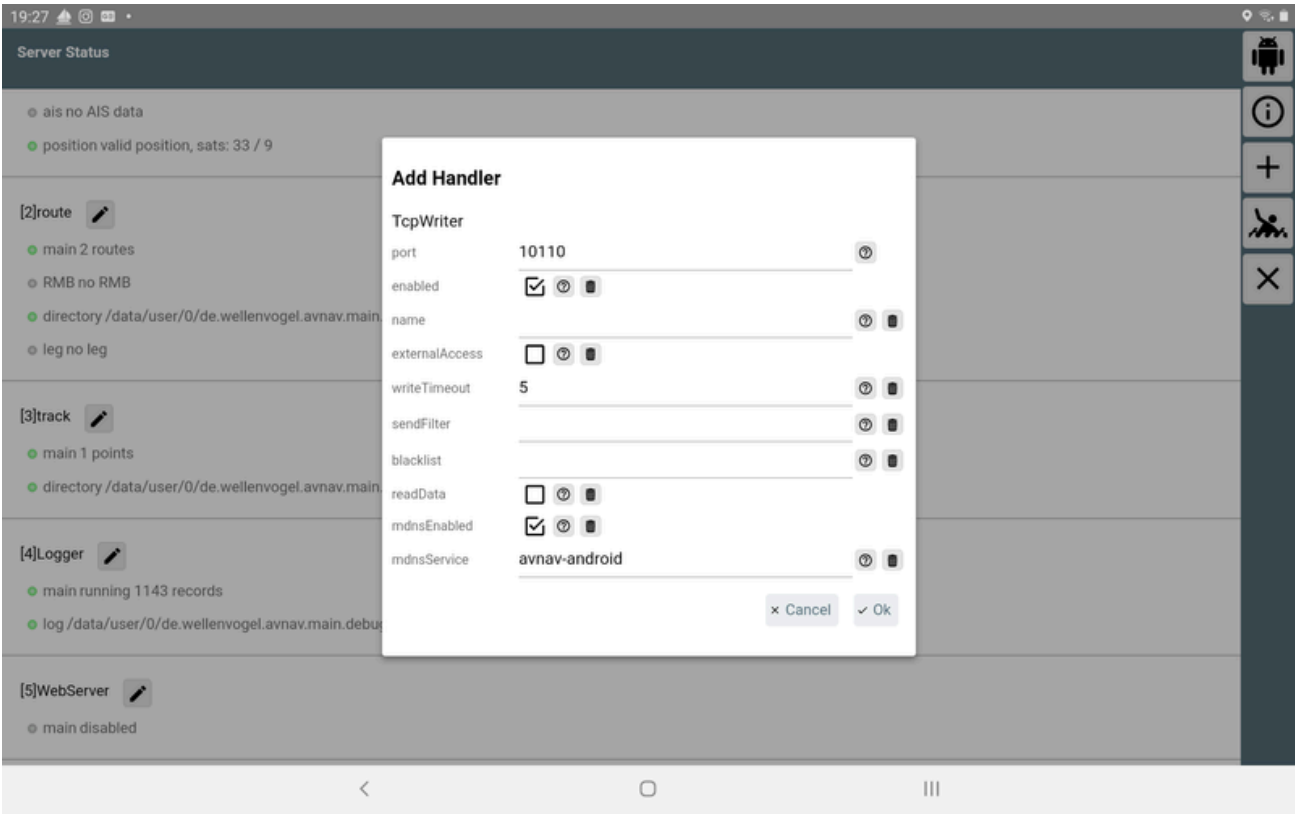 19:27
Server Status
ais no AIS data
position valid position, sats: 33 / 9
[2]route
main 2 routes
RMB no RMB
directory /data/user/0/de.wellenvogel.avnav.main.
leg no leg
[3]track
main 1 points
directory /data/user/0/de.wellenvogel.avnav.main.
[4]Logger
main running 1143 records
log /data/user/0/de.wellenvogel.avnav.main.debu
[5]WebServer
main disabled
Add Handler
TcpWriter
port 10110
enabled
name
externalAccess
writeTimeout 5
sendFilter
blacklist
readData
mdnsEnabled
mdnsService avnav-android
× Cancel ✓ Ok